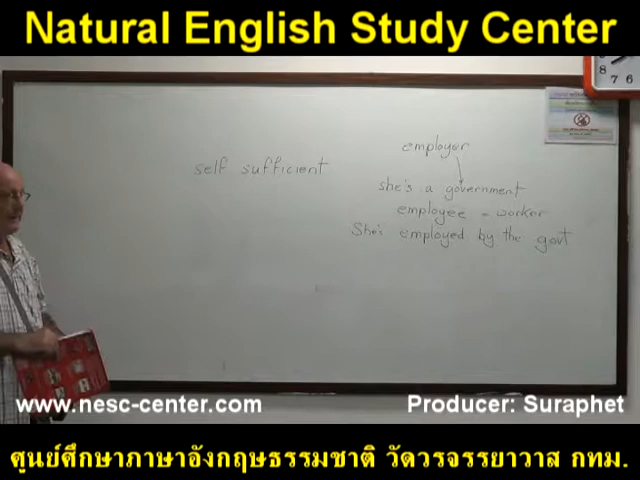 Natural English Study Center
8
7 6
employer
self sufficient
she's a government
employee = worker
She's employed by the govt
www.nesc-center.com
Producer: Suraphet
ศูนย์ศึกษาภาษาอังกฤษธรรมชาติ วัดวรจรรยาวาส กทม.